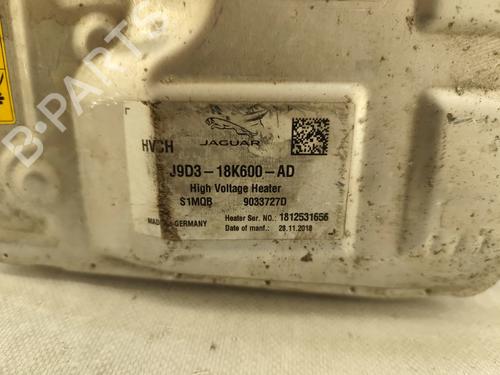 B-PARTS
JAGUAR
HVCH
J9D3-18K600-AD
High Voltage Heater
S1MQB 9033727D
MADE IN GERMANY
Heater Ser. NO.: 1812531656
Date of manf.: 28.11.2018